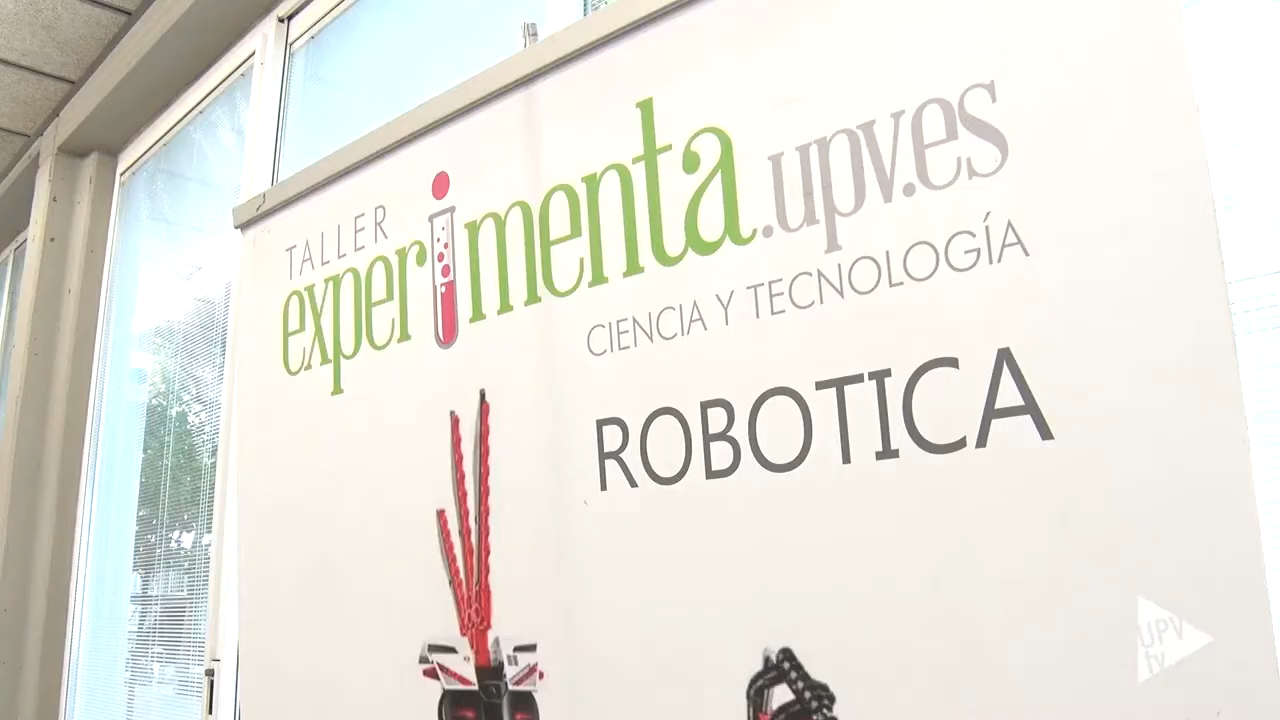 TALLER
experimenta.upv.es
CIENCIA Y TECNOLOGÍA
ROBOTICA
UPV
tv